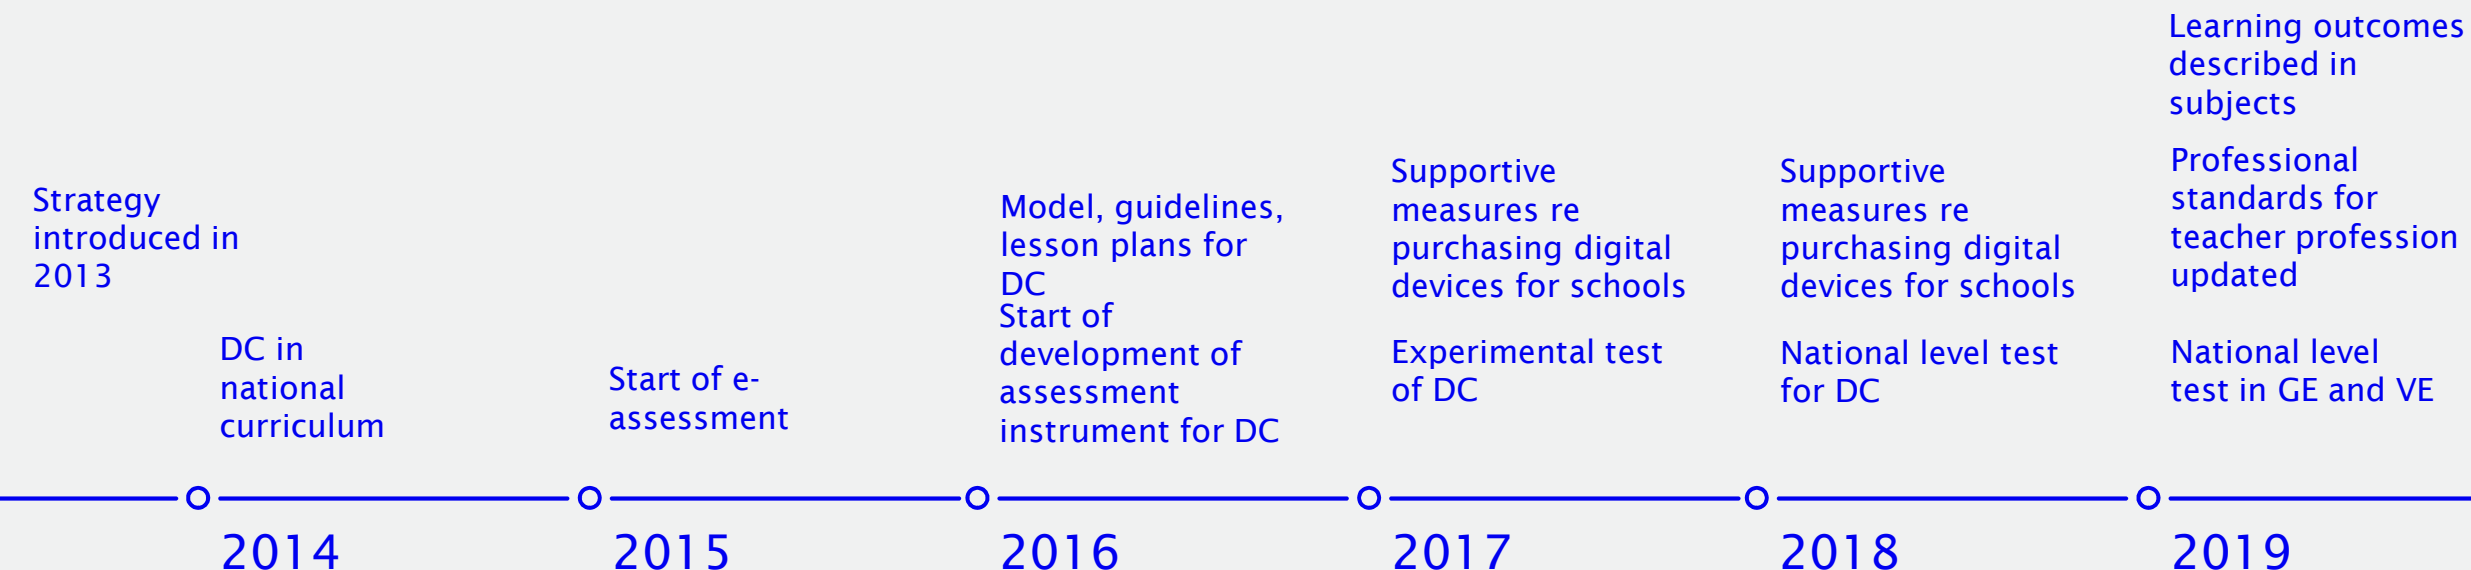 Strategy
introduced in
2013
DC in
national
curriculum
Start of e-
assessment
Model, guidelines,
lesson plans for
DC
Start of
development of
assessment
instrument for DC
Supportive
measures re
purchasing digital
devices for schools
Experimental test
of DC
Supportive
measures re
purchasing digital
devices for schools
National level test
for DC
Learning outcomes
described in
subjects
Professional
standards for
teacher profession
updated
National level
test in GE and VE
2014
2015
2016
2017
2018
2019